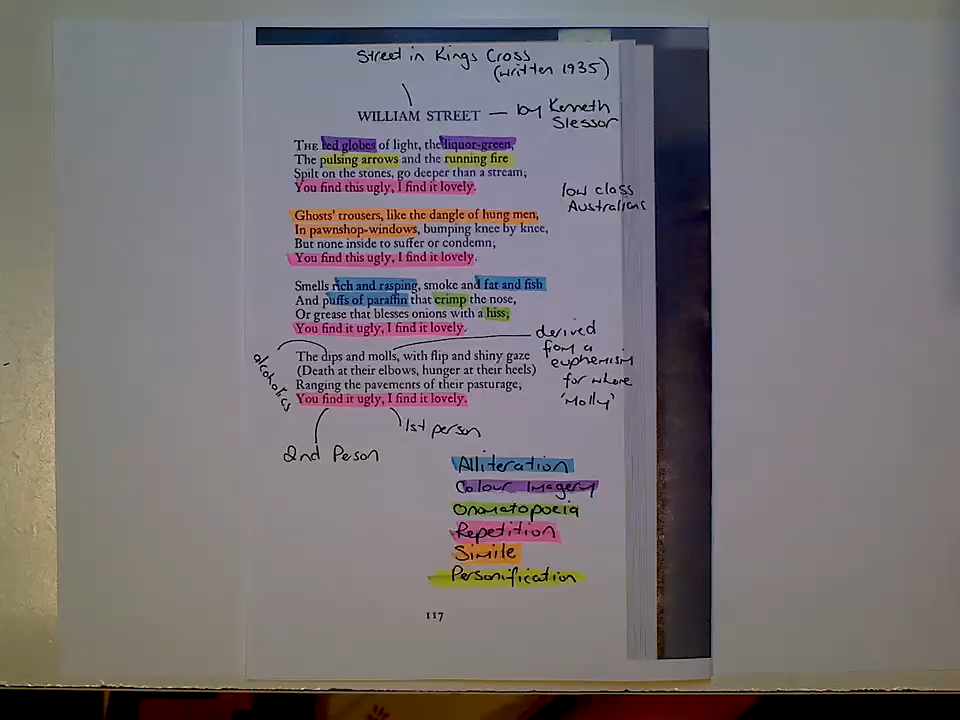 Street in Kings Cross
(written 1935)
WILLIAM STREET — by Kenneth
Slessor
THE red globes of light, the liquor-green,
The pulsing arrows and the running fire
Spilt on the stones, go deeper than a stream;
You find this ugly, I find it lovely.
low class
Australians
Ghosts' trousers, like the dangle of hung men,
In pawnshop-windows, bumping knee by knee,
But none inside to suffer or condemn;
You find this ugly, I find it lovely.
Smells rich and rasping, smoke and fat and fish
And puffs of paraffin that crimp the nose,
Or grease that blesses onions with a hiss;
You find it ugly, I find it lovely.
derived
from a
euphemism
for whore
'Molly'
alcoholics
The dips and molls, with flip and shiny gaze
(Death at their elbows, hunger at their heels)
Ranging the pavements of their pasturage;
You find it ugly, I find it lovely.
1st person
2nd Person
Alliteration
Colour Imagery
Onomatopoeia
Repetition
Simile
Personification
117